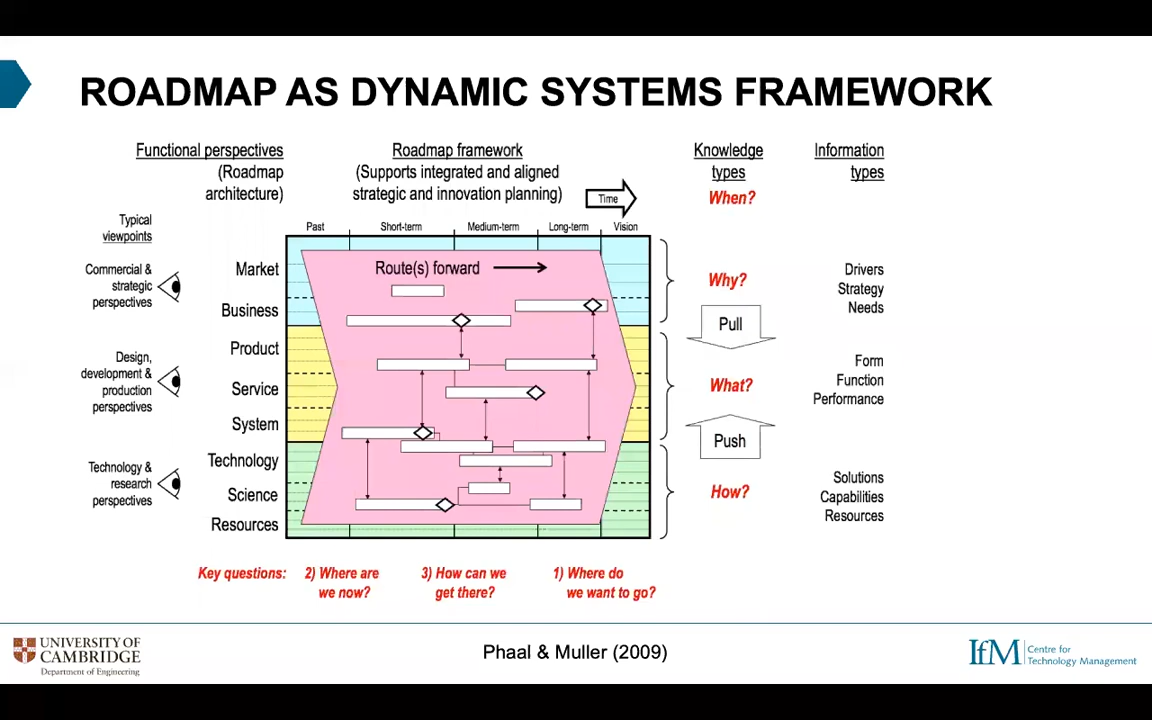 ROADMAP AS DYNAMIC SYSTEMS FRAMEWORK
Functional perspectives
(Roadmap
architecture)
Roadmap framework
(Supports integrated and aligned
strategic and innovation planning)
Time
Knowledge
types
When?
Information
types
Typical
viewpoints
Past
Short-term
Medium-term
Long-term
Vision
Commercial &
strategic
perspectives
Market
Business
Route(s) forward
Why?
Drivers
Strategy
Needs
Pull
Design,
development &
production
perspectives
Product
Service
System
What?
Form
Function
Performance
Push
Technology &
research
perspectives
Technology
Science
Resources
How?
Solutions
Capabilities
Resources
Key questions:
2) Where are
we now?
3) How can we
get there?
1) Where do
we want to go?
UNIVERSITY OF
CAMBRIDGE
Department of Engineering
Phaal & Muller (2009)
IfM
Centre for
Technology Management